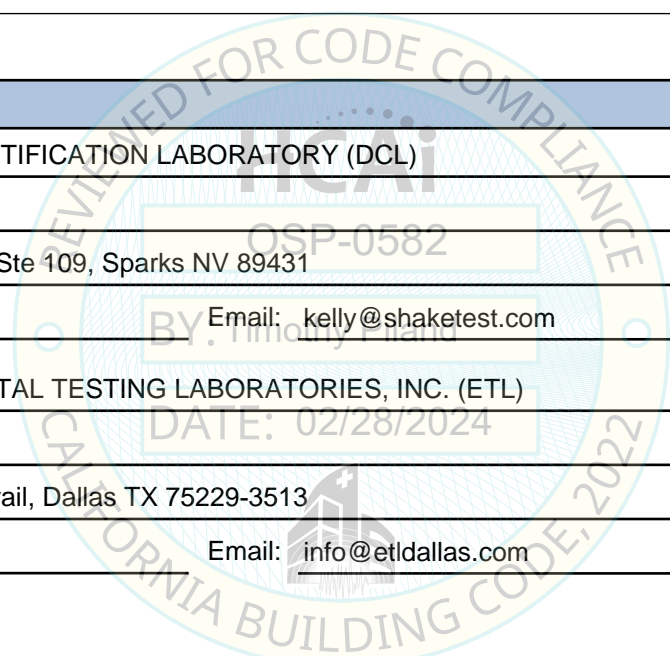 REVIEWED FOR CODE COMPLIANCE
HCAi
TIFICATION LABORATORY (DCL)
OSP-0582
Ste 109, Sparks NV 89431
Email: kelly@shaketest.com
BY: Timothy Piland
TAL TESTING LABORATORIES, INC. (ETL)
DATE: 02/28/2024
rail, Dallas TX 75229-3513
Email: info@etldallas.com
CALIFORNIA BUILDING CODE, 2022